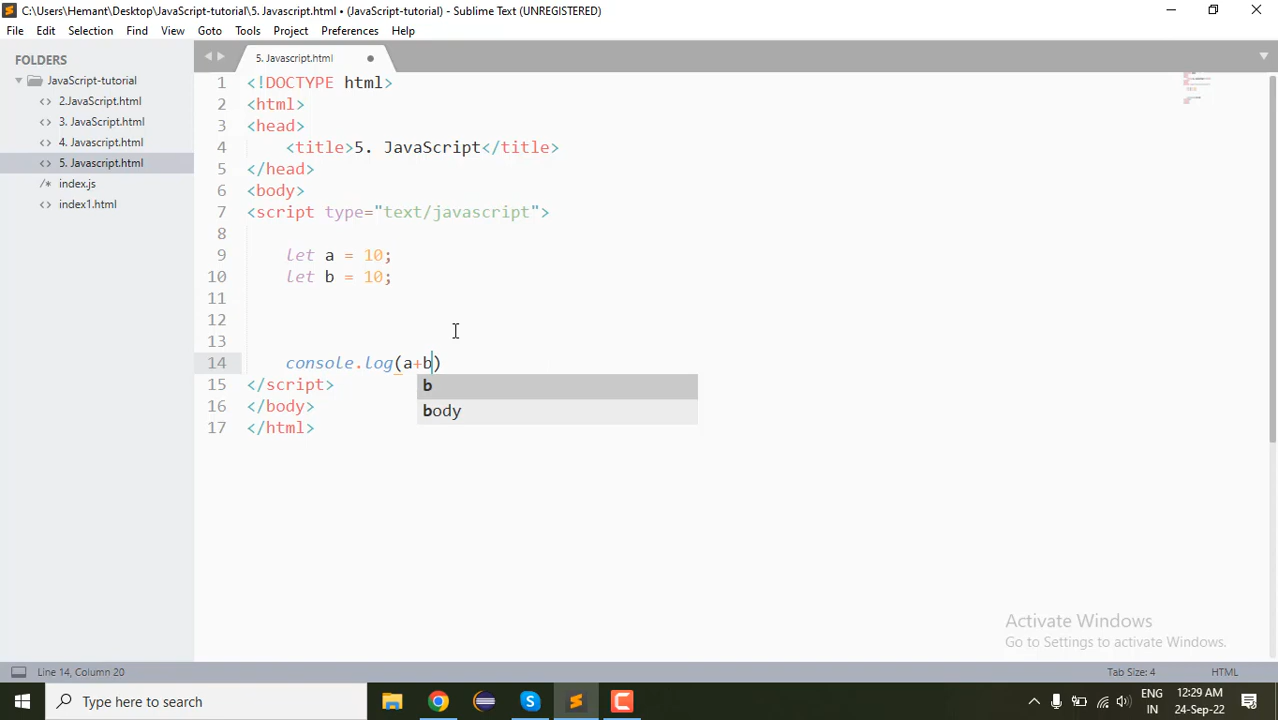 C:\Users\Hemant\Desktop\JavaScript-tutorial\5. Javascript.html • (JavaScript-tutorial) - Sublime Text (UNREGISTERED)
File Edit Selection Find View Goto Tools Project Preferences Help
FOLDERS
JavaScript-tutorial
<> 2.JavaScript.html
<> 3. JavaScript.html
<> 4. Javascript.html
<> 5. Javascript.html
/* index.js
<> index1.html
5. Javascript.html
1 <!DOCTYPE html>
2 <html>
3 <head>
4 <title>5. JavaScript</title>
5 </head>
6 <body>
7 <script type="text/javascript">
8
9 let a = 10;
10 let b = 10;
11
12
13
14 console.log(a+b)
b
body
15 </script>
16 </body>
17 </html>
Activate Windows
Go to Settings to activate Windows.
Line 14, Column 20
Tab Size: 4
HTML
Type here to search
ENG
IN
12:29 AM
24-Sep-22